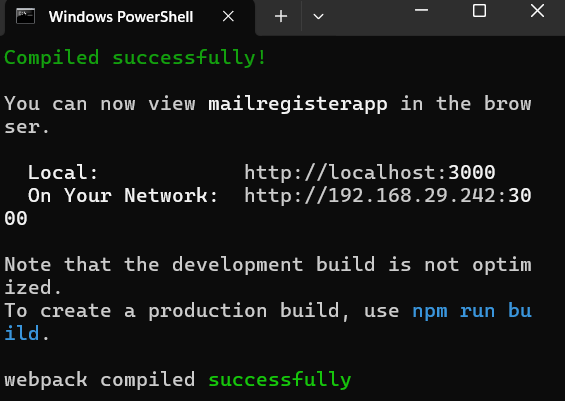 Windows PowerShell
Compiled successfully!
You can now view mailregisterapp in the brow
ser.
Local: http://localhost:3000
On Your Network: http://192.168.29.242:30
00
Note that the development build is not optim
ized.
To create a production build, use npm run bu
ild.
webpack compiled successfully